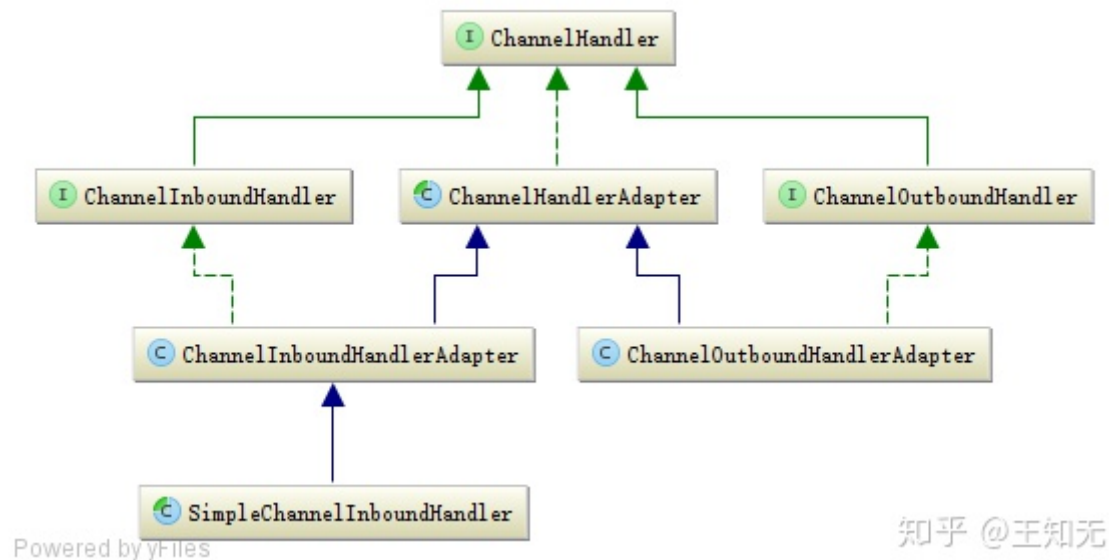 I ChannelHandler
I ChannelInboundHandler
C ChannelHandlerAdapter
I ChannelOutboundHandler
C ChannelInboundHandlerAdapter
C ChannelOutboundHandlerAdapter
C SimpleChannelInboundHandler
Powered by yFiles
知乎 @王知无